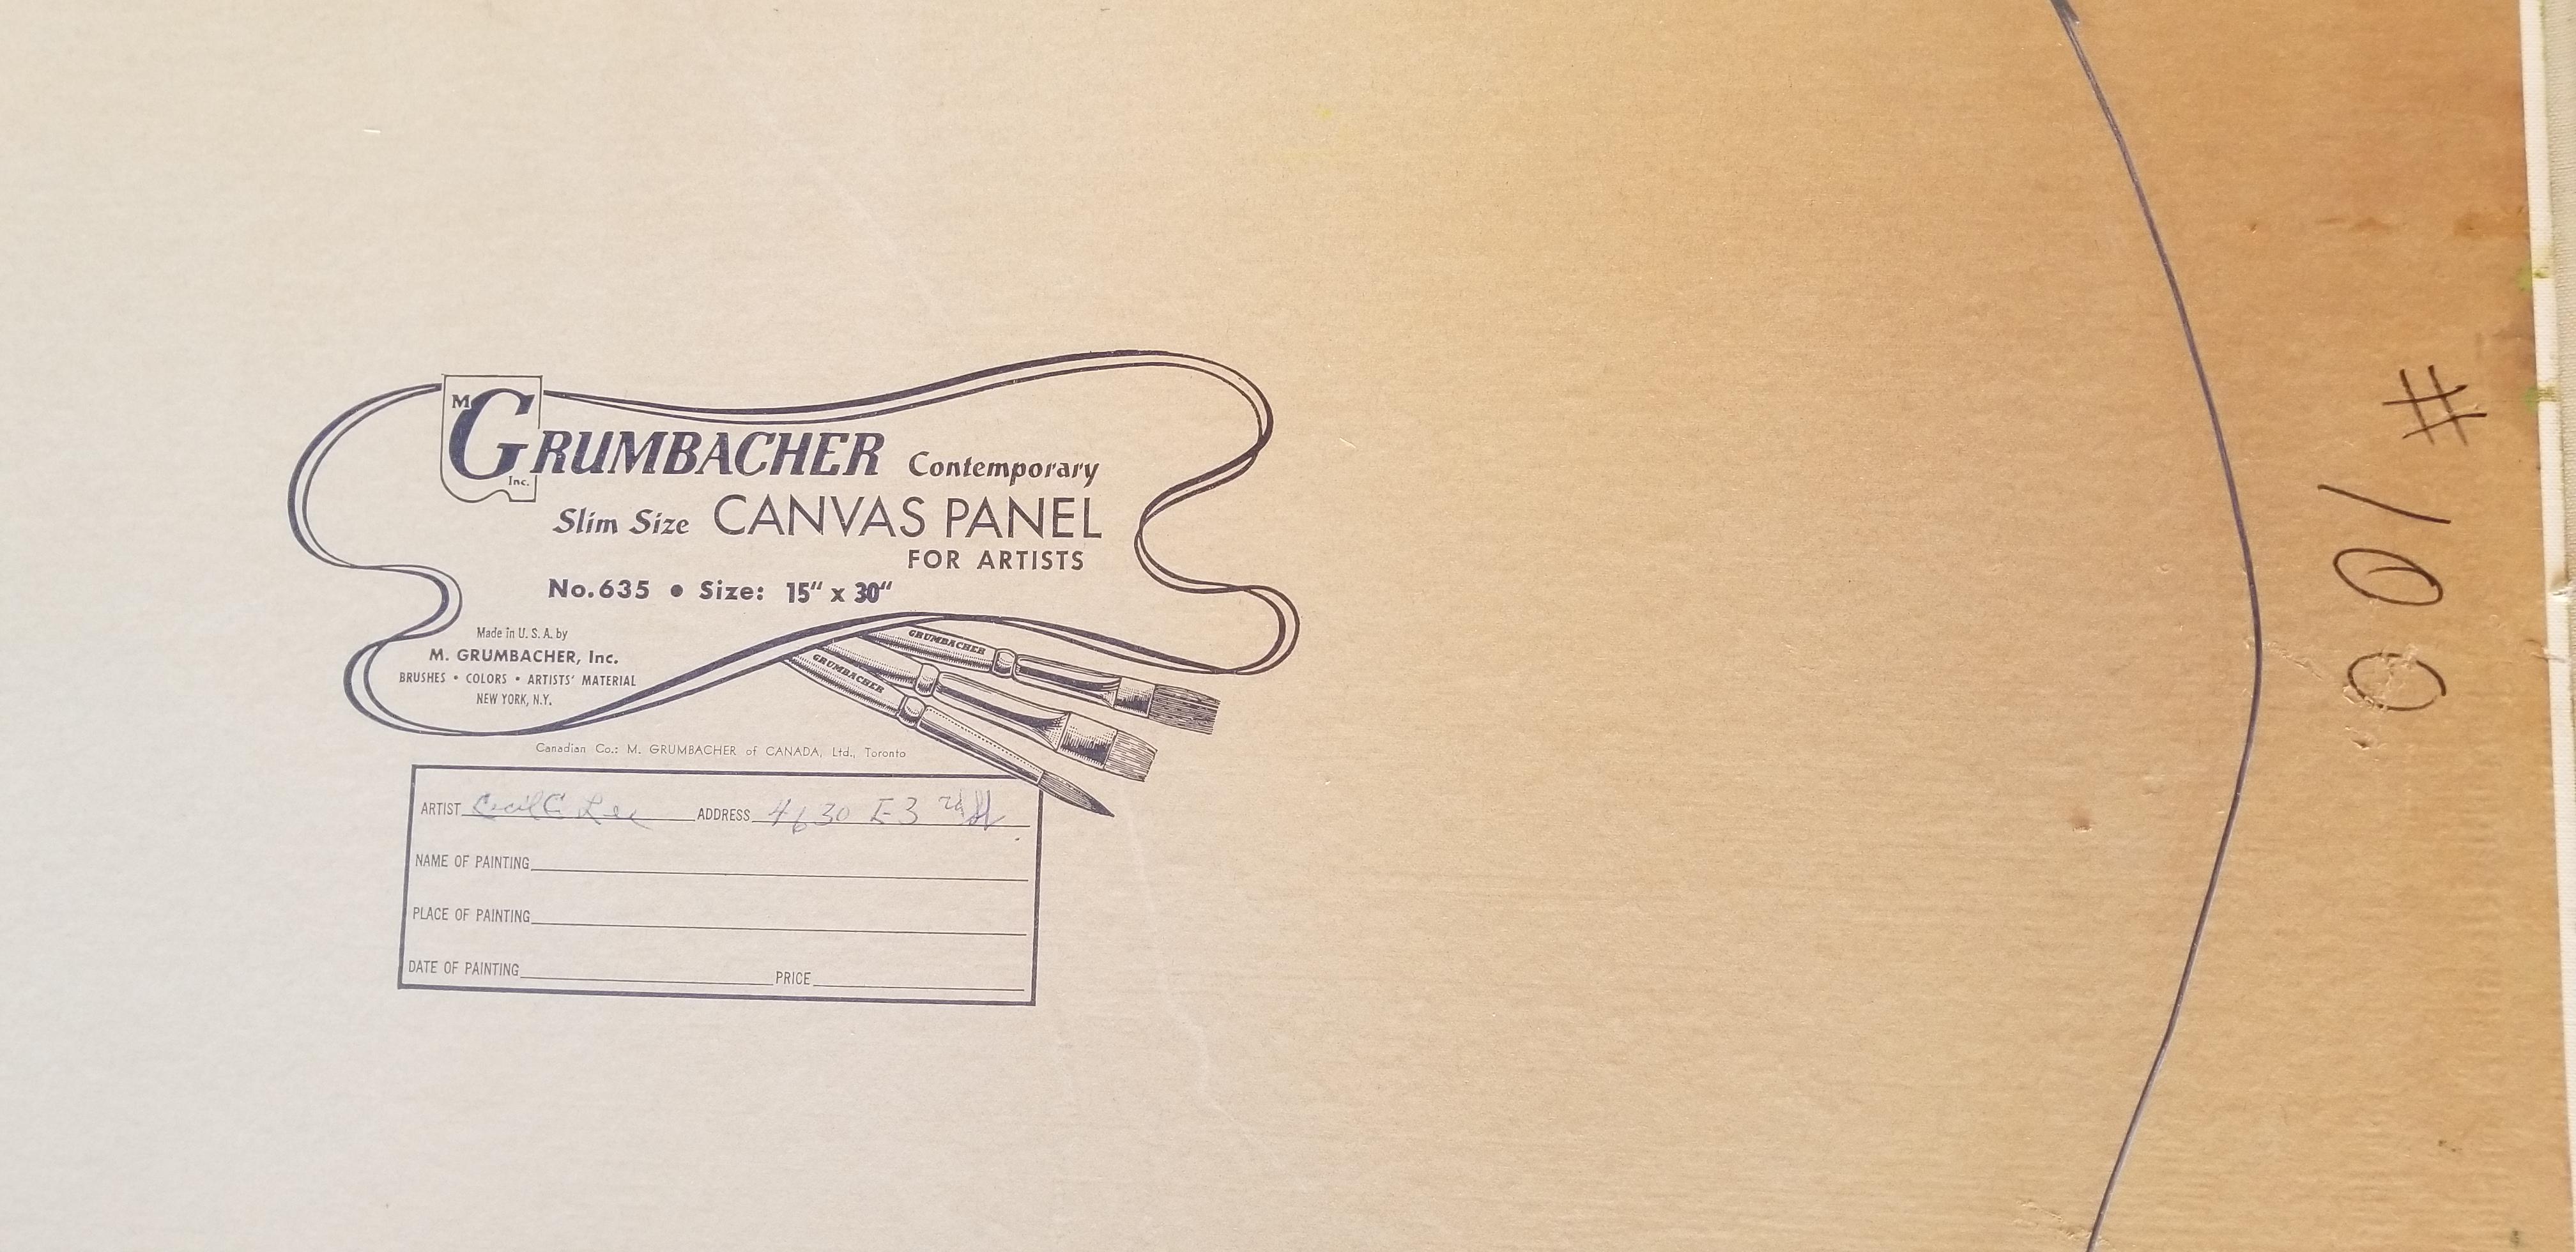 M GRUMBACHER Inc. Contemporary
Slim Size CANVAS PANEL
FOR ARTISTS
No. 635 • Size: 15" x 30"
Made in U. S. A. by
M. GRUMBACHER, Inc.
BRUSHES • COLORS • ARTISTS' MATERIAL
NEW YORK, N.Y.
GRUMBACHER
GRUMBACHER
GRUMBACHER
Canadian Co.: M. GRUMBACHER of CANADA, Ltd., Toronto
ARTIST Cecil C. Lee ADDRESS 4630 E 3rd St.
NAME OF PAINTING
PLACE OF PAINTING
DATE OF PAINTING PRICE
# 100